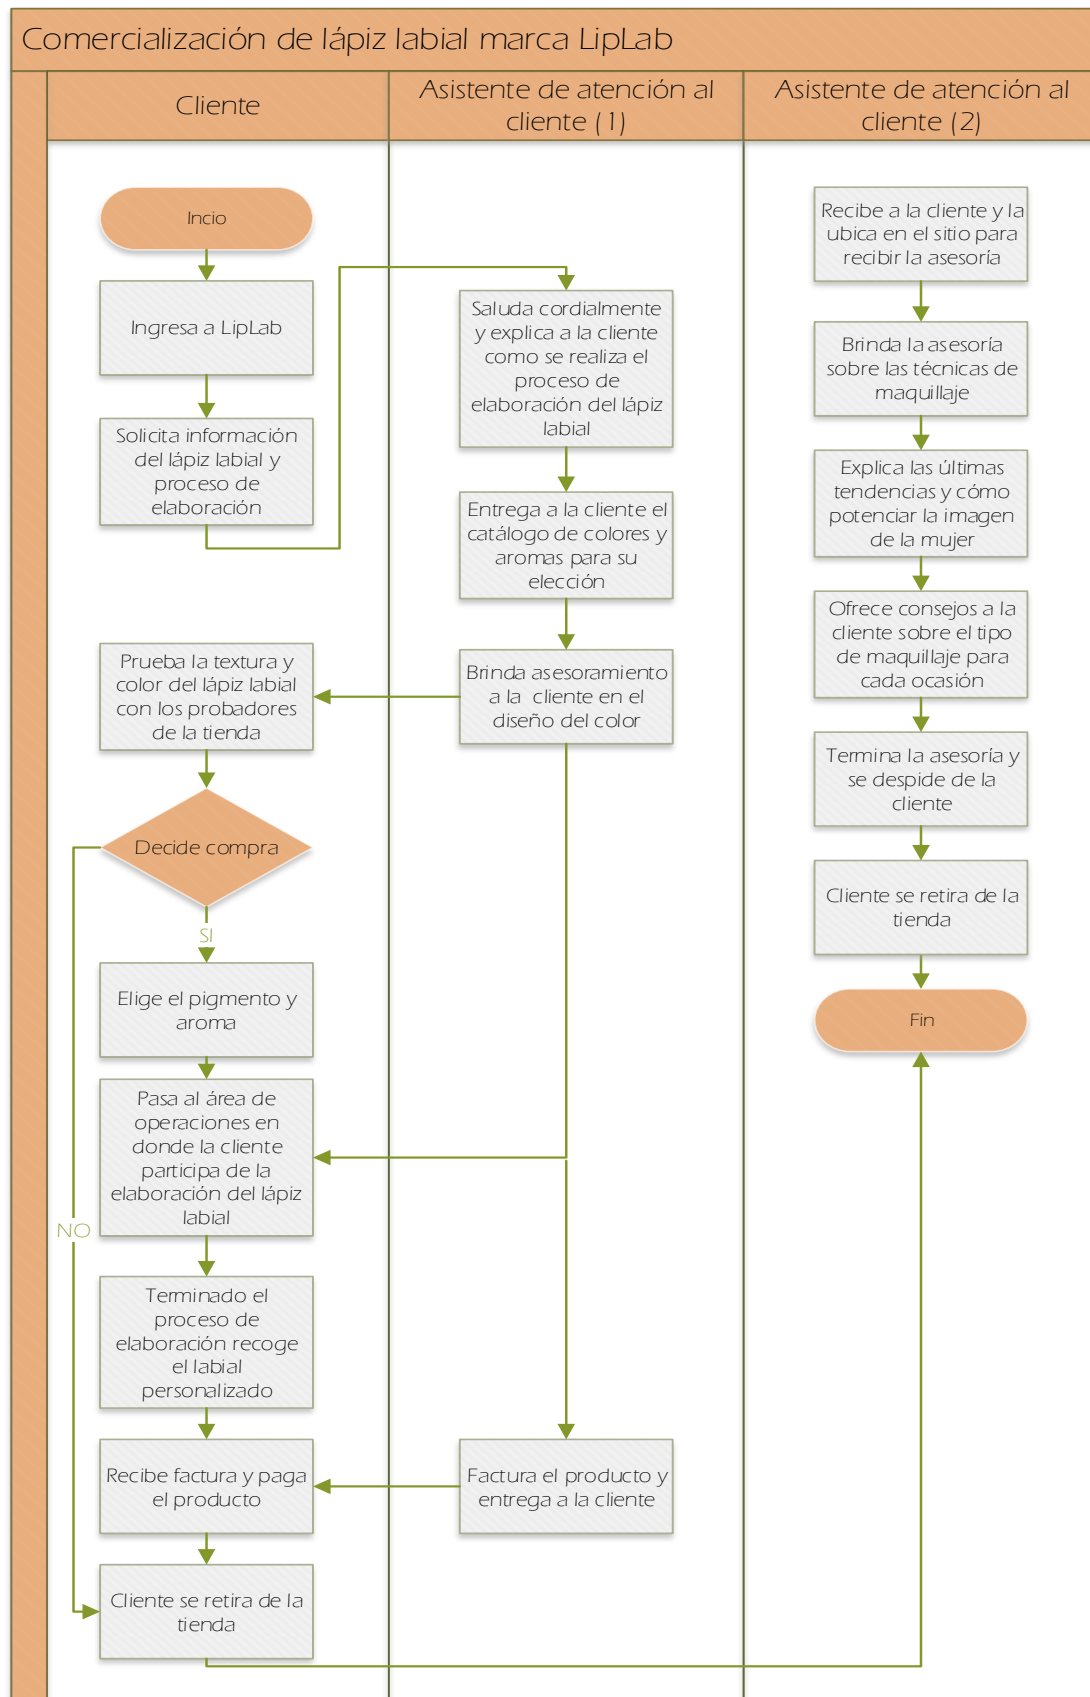 Comercialización de lápiz labial marca LipLab
Cliente
Asistente de atención al
cliente (1)
Asistente de atención al
cliente (2)
Incio
Ingresa a LipLab
Solicita información
del lápiz labial y
proceso de
elaboración
Prueba la textura y
color del lápiz labial
con los probadores
de la tienda
Decide compra
SI
NO
Elige el pigmento y
aroma
Pasa al área de
operaciones en
donde la cliente
participa de la
elaboración del lápiz
labial
Terminado el
proceso de
elaboración recoge
el labial
personalizado
Recibe factura y paga
el producto
Cliente se retira de la
tienda
Saluda cordialmente
y explica a la cliente
como se realiza el
proceso de
elaboración del lápiz
labial
Entrega a la cliente el
catálogo de colores y
aromas para su
elección
Brinda asesoramiento
a la cliente en el
diseño del color
Factura el producto y
entrega a la cliente
Recibe a la cliente y la
ubica en el sitio para
recibir la asesoría
Brinda la asesoría
sobre las técnicas de
maquillaje
Explica las últimas
tendencias y cómo
potenciar la imagen
de la mujer
Ofrece consejos a la
cliente sobre el tipo
de maquillaje para
cada ocasión
Termina la asesoría y
se despide de la
cliente
Cliente se retira de la
tienda
Fin